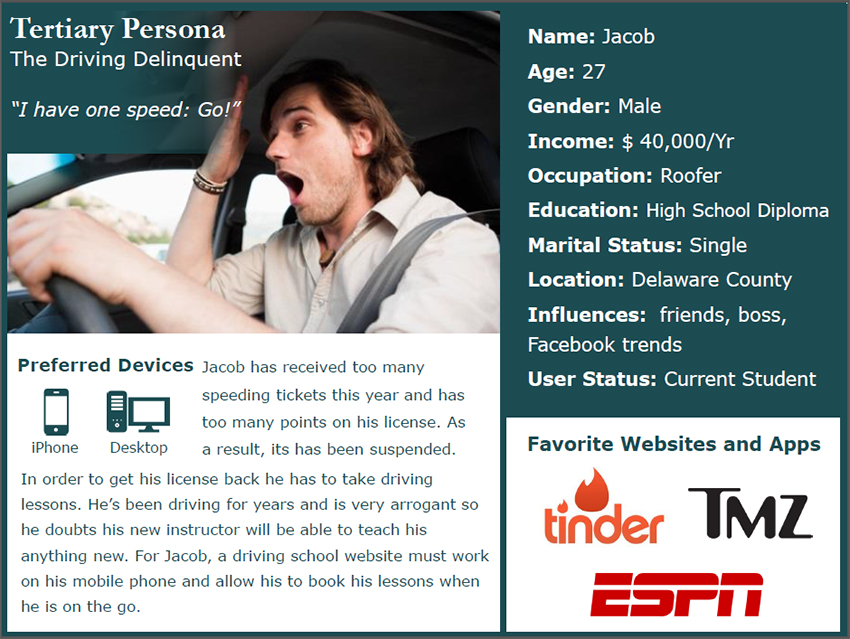 Tertiary Persona
The Driving Delinquent
“I have one speed: Go!”
Preferred Devices
iPhone
Desktop
Jacob has received too many
speeding tickets this year and has
too many points on his license. As
a result, its has been suspended.
In order to get his license back he has to take driving
lessons. He’s been driving for years and is very arrogant so
he doubts his new instructor will be able to teach his
anything new. For Jacob, a driving school website must work
on his mobile phone and allow his to book his lessons when
he is on the go.
Name: Jacob
Age: 27
Gender: Male
Income: $ 40,000/Yr
Occupation: Roofer
Education: High School Diploma
Marital Status: Single
Location: Delaware County
Influences: friends, boss,
Facebook trends
User Status: Current Student
Favorite Websites and Apps
tinder
TMZ
ESPN